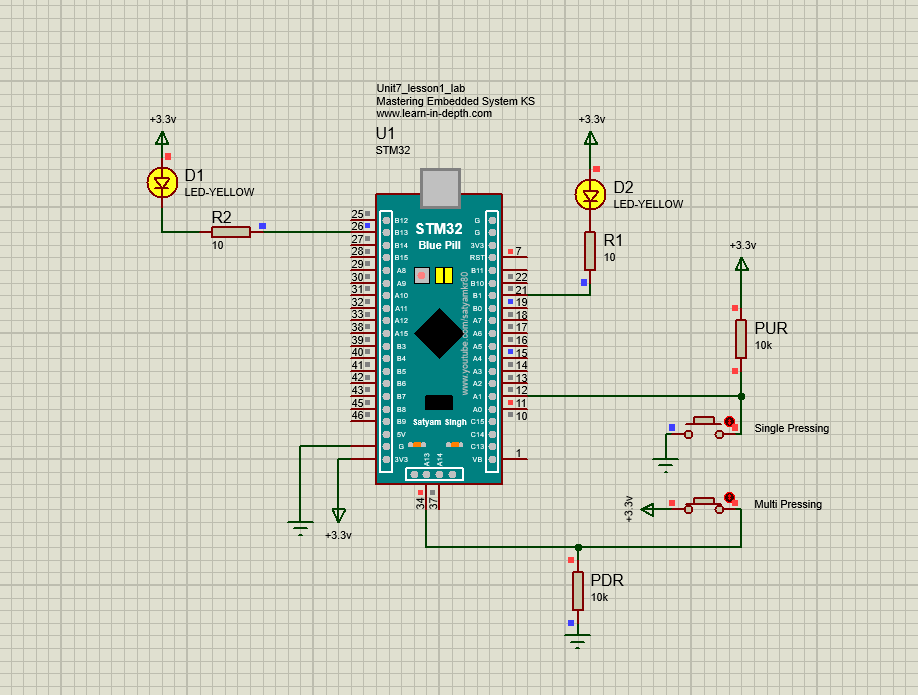 Unit7_lesson1_lab
Mastering Embedded System KS
www.learn-in-depth.com
U1
STM32
+3.3v
D1
LED-YELLOW
R2
10
+3.3v
D2
LED-YELLOW
R1
10
STM32
Blue Pill
www.youtube.com/satyamkr80
Satyam Singh
25 B12
26 B13
27 B14
28 B15
29 A8
30 A9
31 A10
32 A11
33 A12
38 A15
39 B3
40 B4
41 B5
42 B6
43 B7
45 B8
46 B9
5V
G
3V3
G
G
3V3
RST 7
B11 22
B10 21
B1 19
B0 18
A7 17
A6 16
A5 15
A4 14
A3 13
A2 12
A1 11
A0 10
C15
C14
C13
VB 1
A13
A14
34
37
+3.3v
+3.3v
PUR
10k
Single Pressing
+3.3v
Multi Pressing
PDR
10k